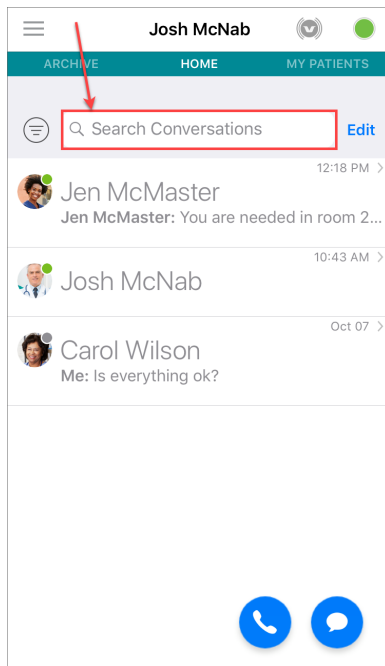 Josh McNab
ARCHIVE HOME MY PATIENTS
Search Conversations Edit
12:18 PM
Jen McMaster
Jen McMaster: You are needed in room 2...
10:43 AM
Josh McNab
Oct 07
Carol Wilson
Me: Is everything ok?